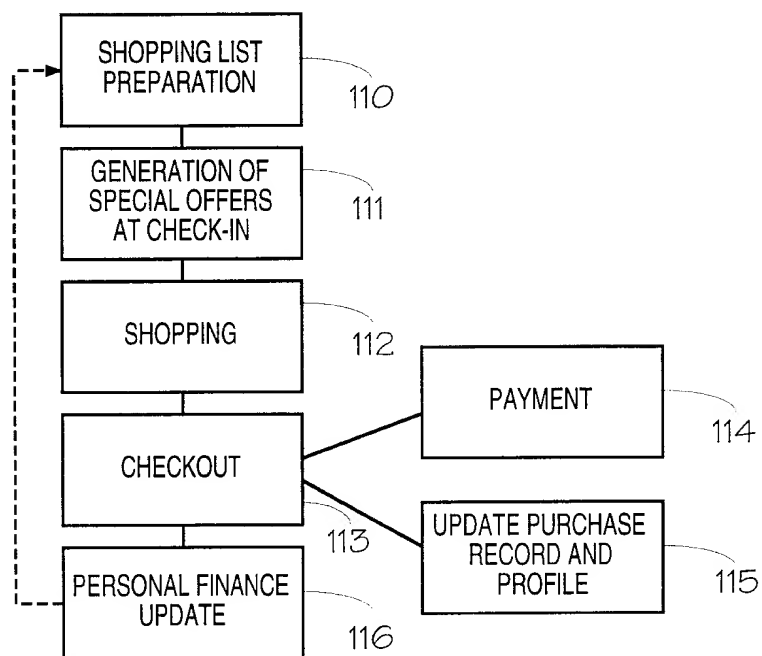 SHOPPING LIST
PREPARATION
110
GENERATION OF
SPECIAL OFFERS
AT CHECK-IN
111
SHOPPING
112
CHECKOUT
113
PAYMENT
114
UPDATE PURCHASE
RECORD AND
PROFILE
115
PERSONAL FINANCE
UPDATE
116